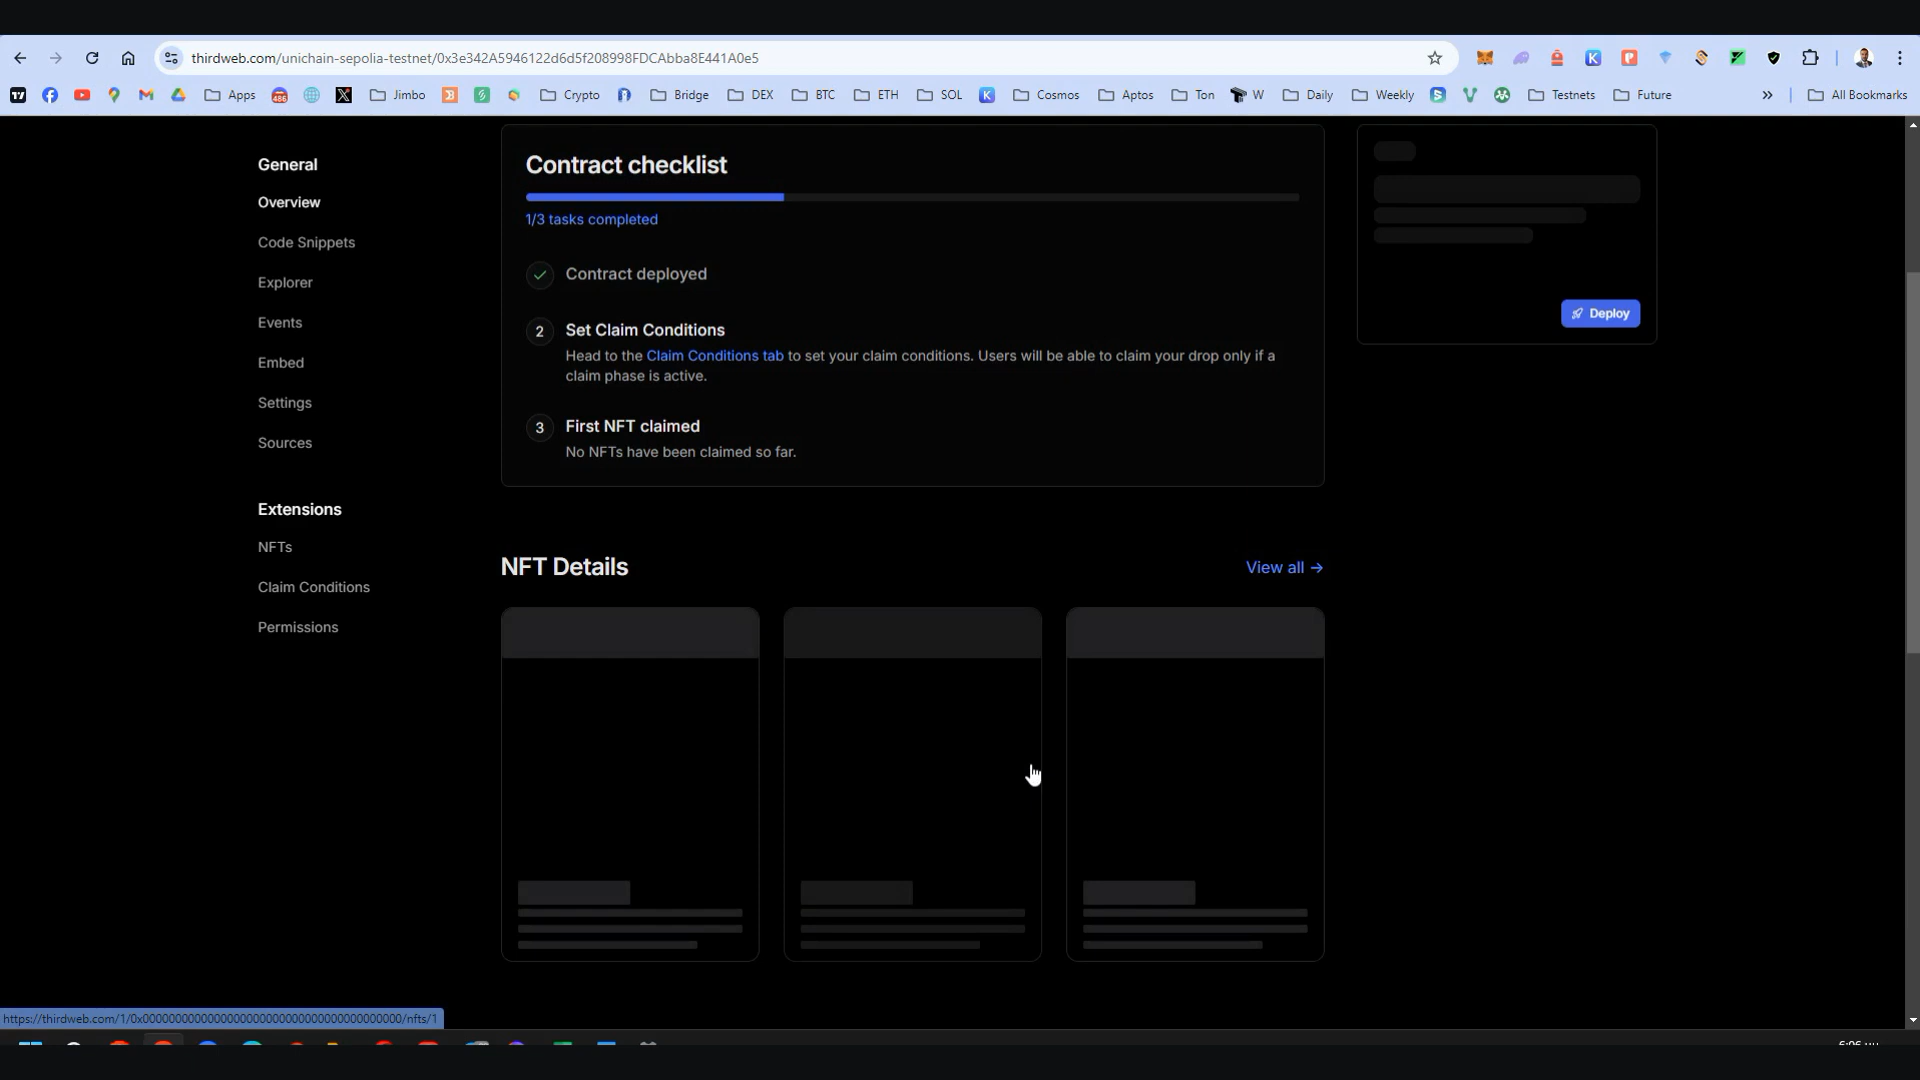 thirdweb.com/unichain-sepolia-testnet/0x3e342A5946122d6d5f208998FDCAbba8E441A0e5
Apps
486
Jimbo
Crypto
Bridge
DEX
BTC
ETH
SOL
Cosmos
Aptos
Ton
W
Daily
Weekly
Testnets
Future
All Bookmarks
General
Overview
Code Snippets
Explorer
Events
Embed
Settings
Sources
Extensions
NFTs
Claim Conditions
Permissions
Contract checklist
1/3 tasks completed
Contract deployed
2 Set Claim Conditions
Head to the Claim Conditions tab to set your claim conditions. Users will be able to claim your drop only if a
claim phase is active.
3 First NFT claimed
No NFTs have been claimed so far.
Deploy
NFT Details
View all →
https://thirdweb.com/1/0x0000000000000000000000000000000000000000/nfts/1